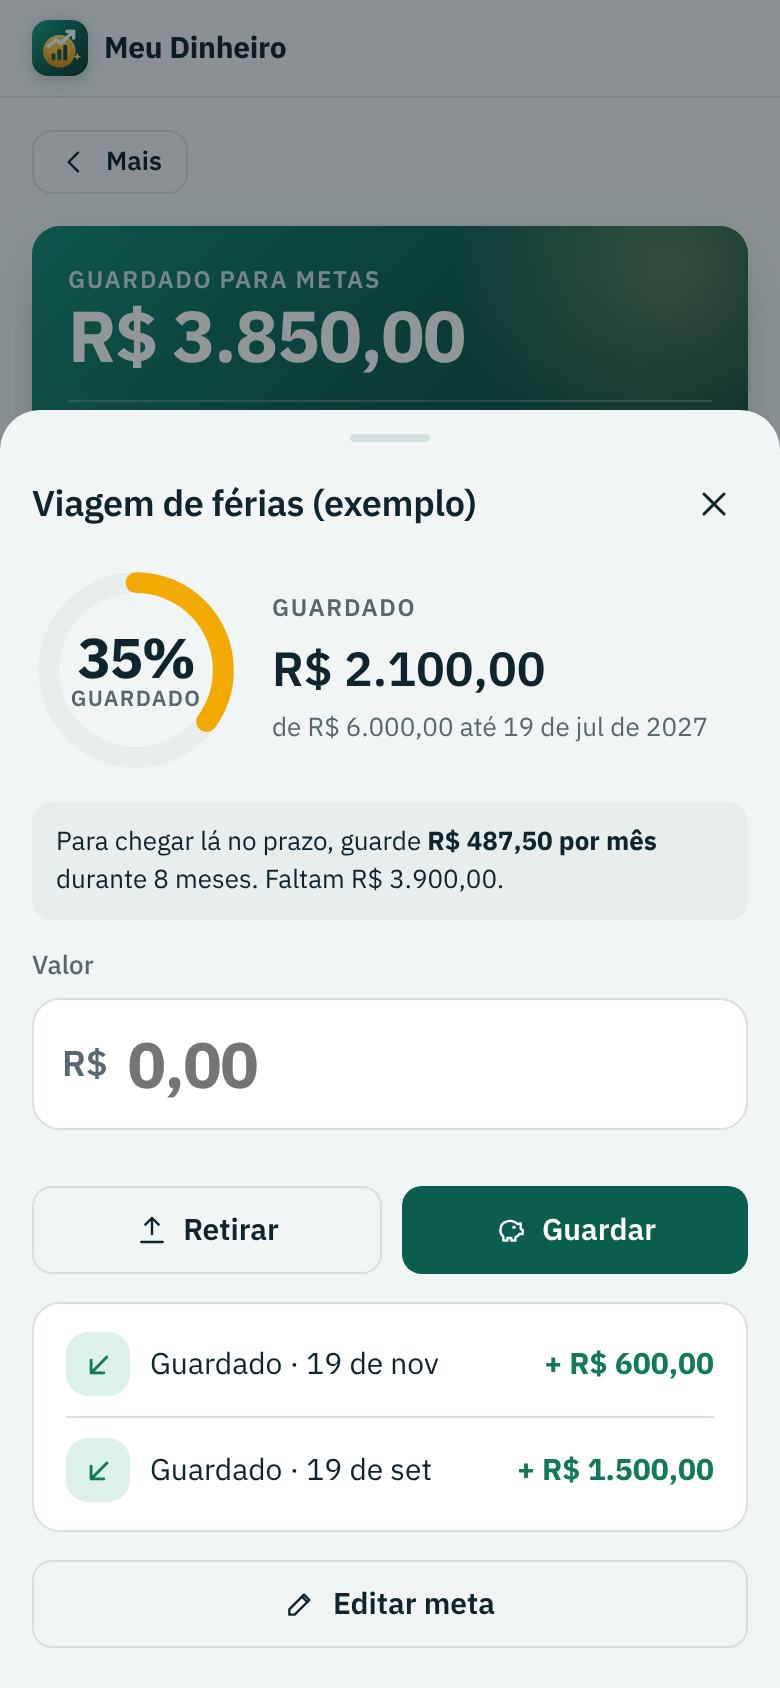 Meu Dinheiro
Mais
GUARDADO PARA METAS
R$ 3.850,00
Viagem de férias (exemplo)
35%
GUARDADO
GUARDADO
R$ 2.100,00
de R$ 6.000,00 até 19 de jul de 2027
Para chegar lá no prazo, guarde R$ 487,50 por mês
durante 8 meses. Faltam R$ 3.900,00.
Valor
R$ 0,00
Retirar
Guardar
Guardado · 19 de nov + R$ 600,00
Guardado · 19 de set + R$ 1.500,00
Editar meta